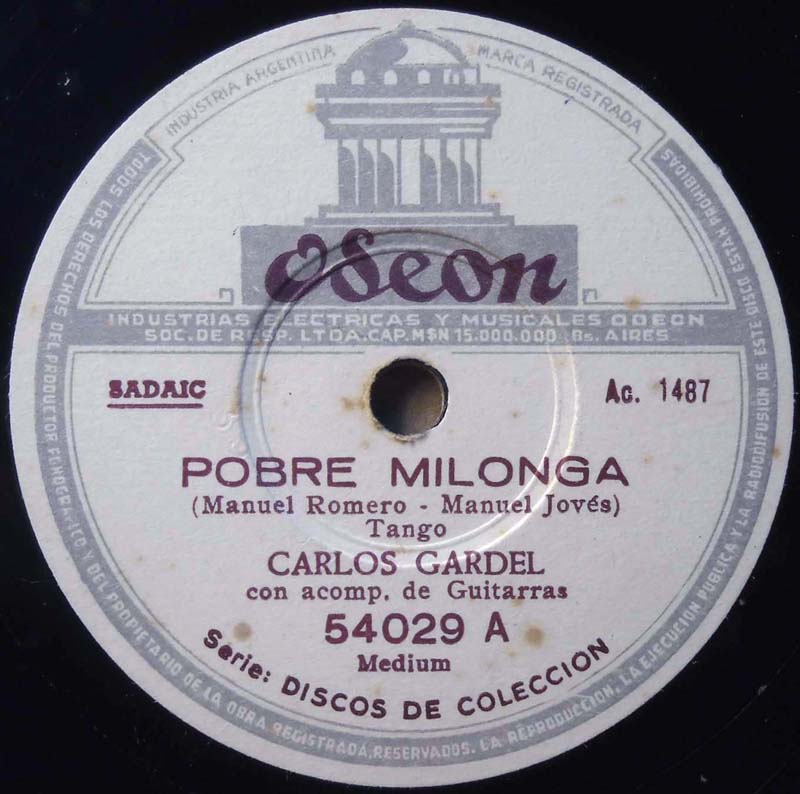 INDUSTRIA ARGENTINA
MARCA REGISTRADA
Odeon
INDUSTRIAS ELECTRICAS Y MUSICALES ODEON
SOC. DE RESP. LTDA. CAP. M$N 15.000.000 Bs. AIRES
SADAIC
Ac. 1487
POBRE MILONGA
(Manuel Romero - Manuel Jovés)
Tango
CARLOS GARDEL
con acomp. de Guitarras
54029 A
Medium
Serie: DISCOS DE COLECCION
TODOS LOS DERECHOS DEL PRODUCTOR FONOGRAFICO Y DEL PROPIETARIO DE LA OBRA REGISTRADA, RESERVADOS. LA REPRODUCCION, LA EJECUCION PUBLICA Y LA RADIODIFUSION DE ESTE DISCO ESTAN PROHIBIDAS